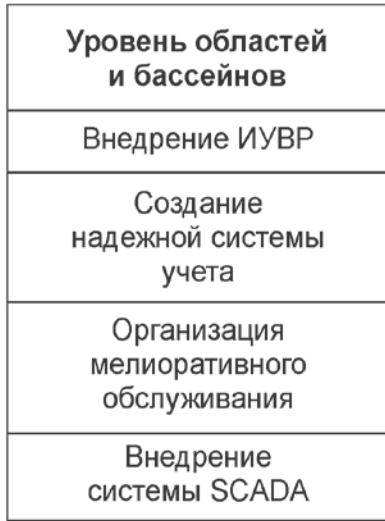 Уровень областей
и бассейнов
Внедрение ИУВР
Создание
надежной системы
учета
Организация
мелиоративного
обслуживания
Внедрение
системы SCADA